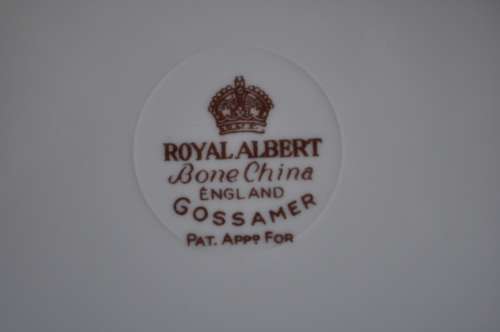 ROYAL ALBERT
Bone China
ENGLAND
GOSSAMER
PAT. APPD FOR